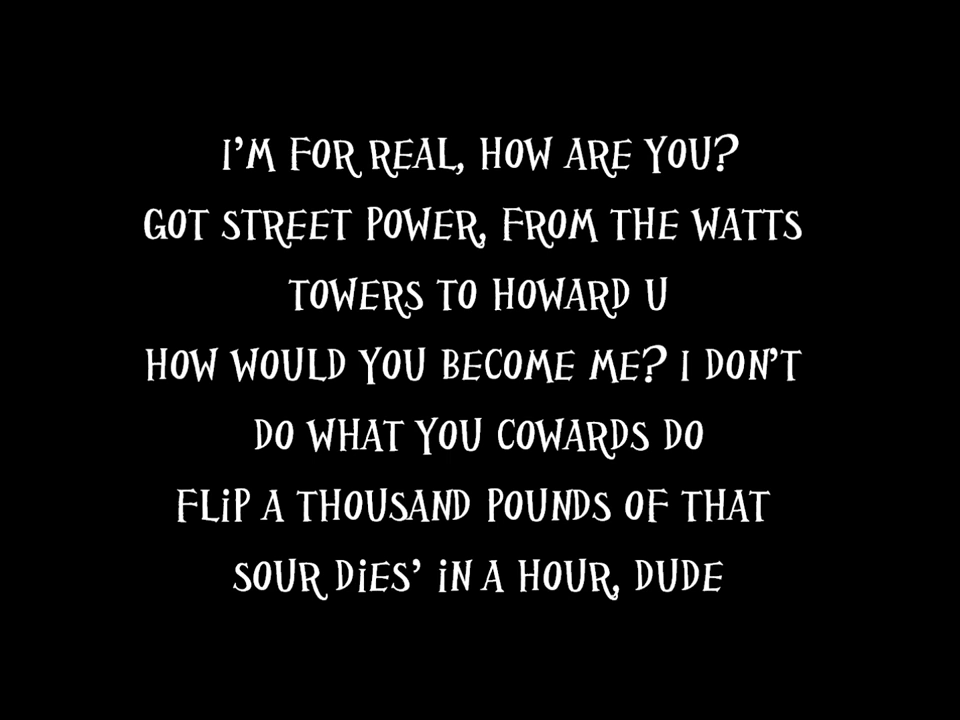 I'M FOR REAL, HOW ARE YOU?
GOT STREET POWER, FROM THE WATTS
TOWERS TO HOWARD U
HOW WOULD YOU BECOME ME? I DON'T
DO WHAT YOU COWARDS DO
FLIP A THOUSAND POUNDS OF THAT
SOUR DIES' IN A HOUR, DUDE